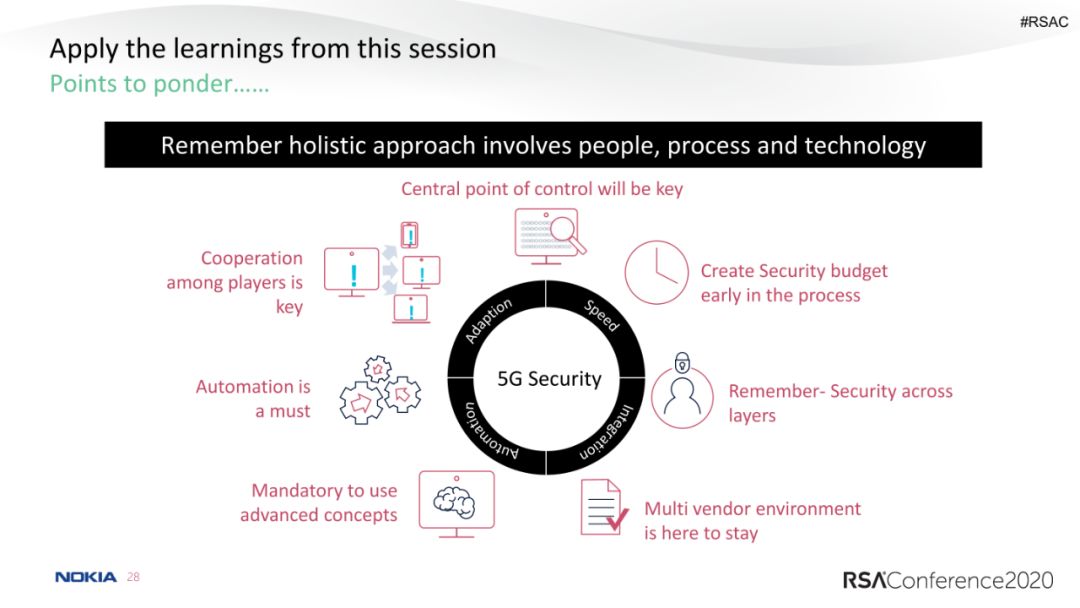 #RSAC
Apply the learnings from this session
Points to ponder......
Remember holistic approach involves people, process and technology
Central point of control will be key
Cooperation
among players is
key
Create Security budget
early in the process
Adaption
Speed
5G Security
Automation is
a must
Remember- Security across
layers
Automation
Integration
Mandatory to use
advanced concepts
Multi vendor environment
is here to stay
NOKIA 28
RSAConference2020